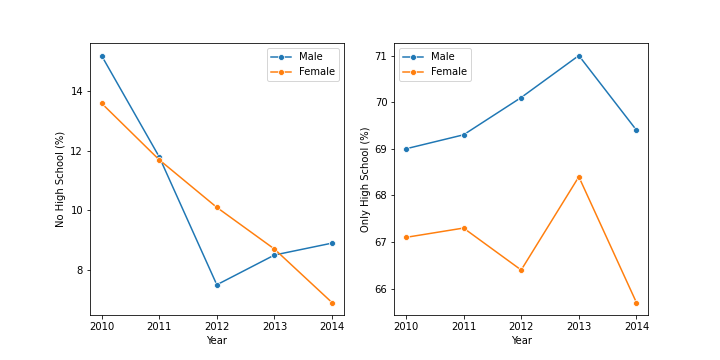 No High School (%)
14
12
10
8
Male
Female
2010 2011 2012 2013 2014
Year
Only High School (%)
71
70
69
68
67
66
Male
Female
2010 2011 2012 2013 2014
Year